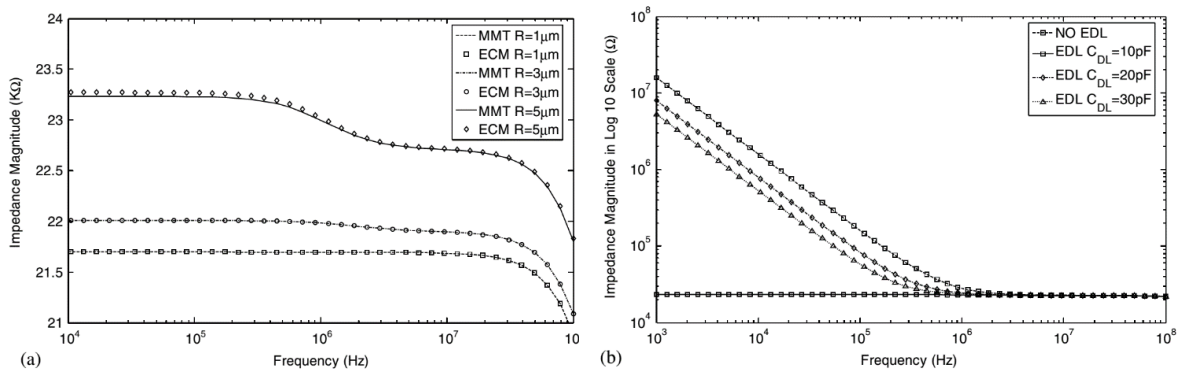 24
23.5
23
22.5
22
21.5
21
Impedance Magnitude (KΩ)
10^4
10^5
10^6
10^7
10
Frequency (Hz)
MMT R=1μm
ECM R=1μm
MMT R=3μm
ECM R=3μm
MMT R=5μm
ECM R=5μm
(a)
10^8
10^7
10^6
10^5
10^4
Impedance Magnitude in Log 10 Scale (Ω)
10^3
10^4
10^5
10^6
10^7
10^8
Frequency (Hz)
NO EDL
EDL C_DL=10pF
EDL C_DL=20pF
EDL C_DL=30pF
(b)